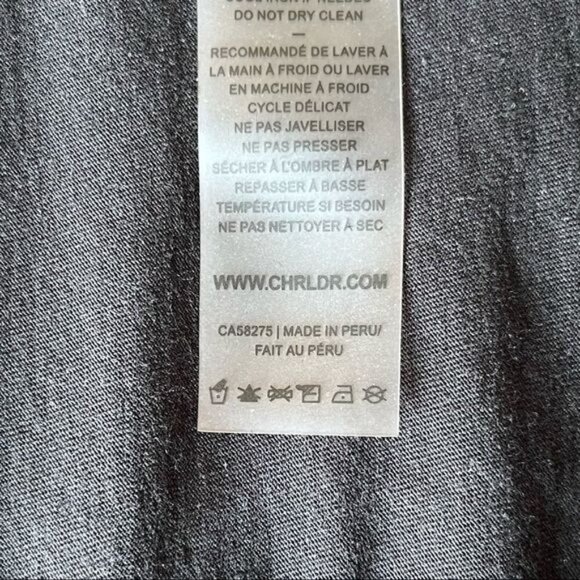 DO NOT DRY CLEAN
—
RECOMMANDÉ DE LAVER À
LA MAIN À FROID OU LAVER
EN MACHINE À FROID
CYCLE DÉLICAT
NE PAS JAVELLISER
NE PAS PRESSER
SÉCHER À L'OMBRE À PLAT
REPASSER À BASSE
TEMPÉRATURE SI BESOIN
NE PAS NETTOYER À SEC
WWW.CHRLDR.COM
CA58275 | MADE IN PERU/
FAIT AU PÉRU